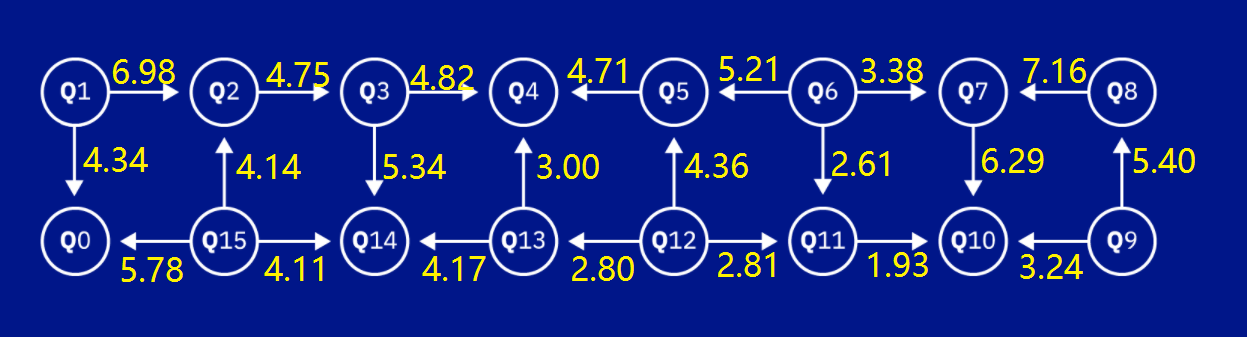 6.98 4.75 4.82 4.71 5.21 3.38 7.16
Q1 Q2 Q3 Q4 Q5 Q6 Q7 Q8
4.34 4.14 5.34 3.00 4.36 2.61 6.29 5.40
Q0 Q15 Q14 Q13 Q12 Q11 Q10 Q9
5.78 4.11 4.17 2.80 2.81 1.93 3.24